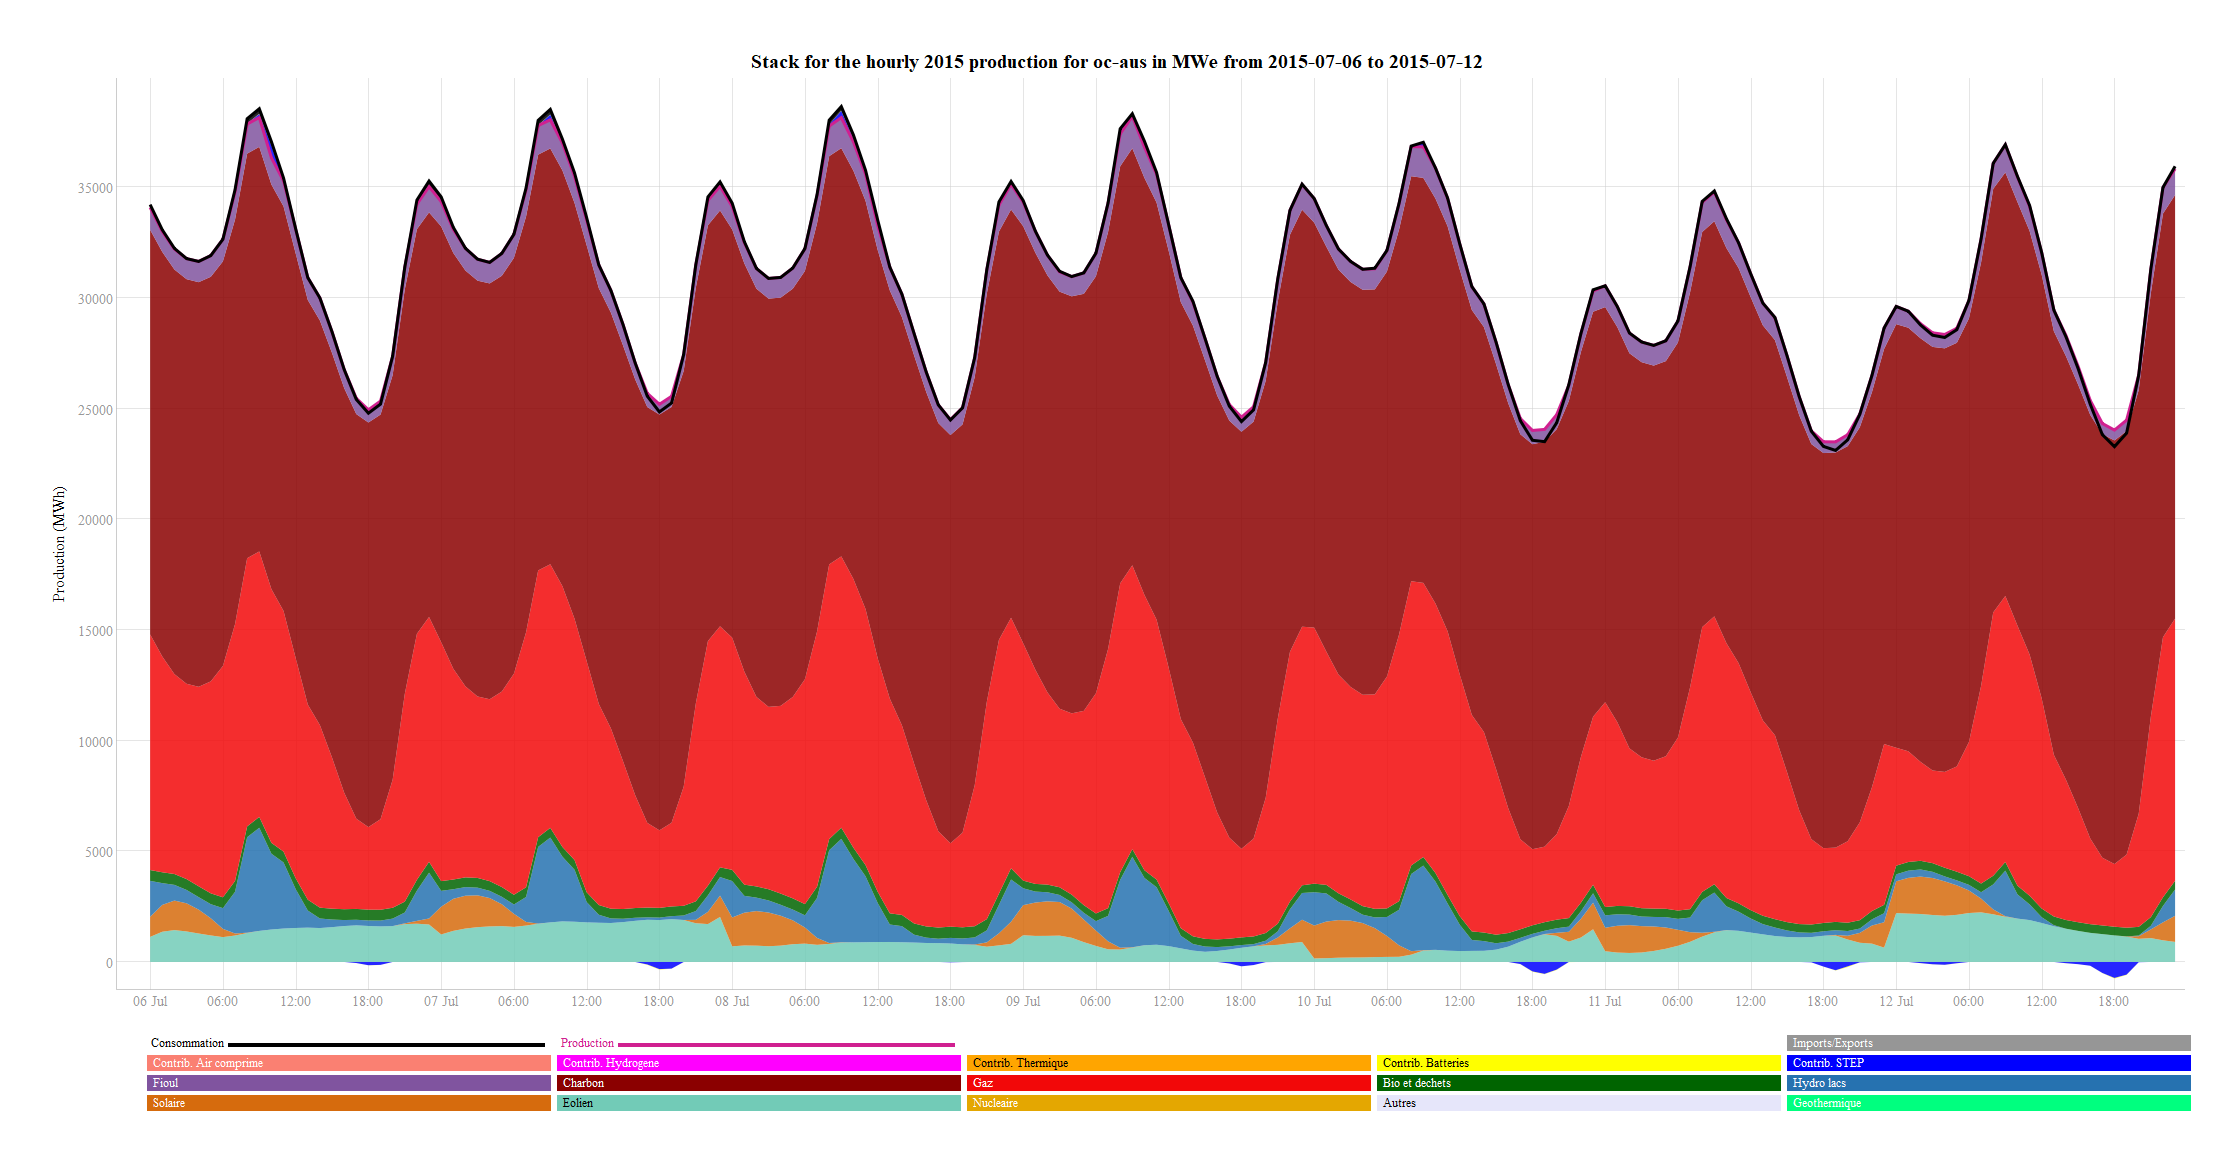 Stack for the hourly 2015 production for oc-aus in MWe from 2015-07-06 to 2015-07-12
Production (MWh)
35000
30000
25000
20000
15000
10000
5000
0
06 Jul 06:00 12:00 18:00 07 Jul 06:00 12:00 18:00 08 Jul 06:00 12:00 18:00 09 Jul 06:00 12:00 18:00 10 Jul 06:00 12:00 18:00 11 Jul 06:00 12:00 18:00 12 Jul 06:00 12:00 18:00
Consommation Production Imports/Exports
Contrib. Air comprime Contrib. Hydrogene Contrib. Thermique Contrib. Batteries Contrib. STEP
Fioul Charbon Gaz Bio et dechets Hydro lacs
Solaire Eolien Nucleaire Autres Geothermique